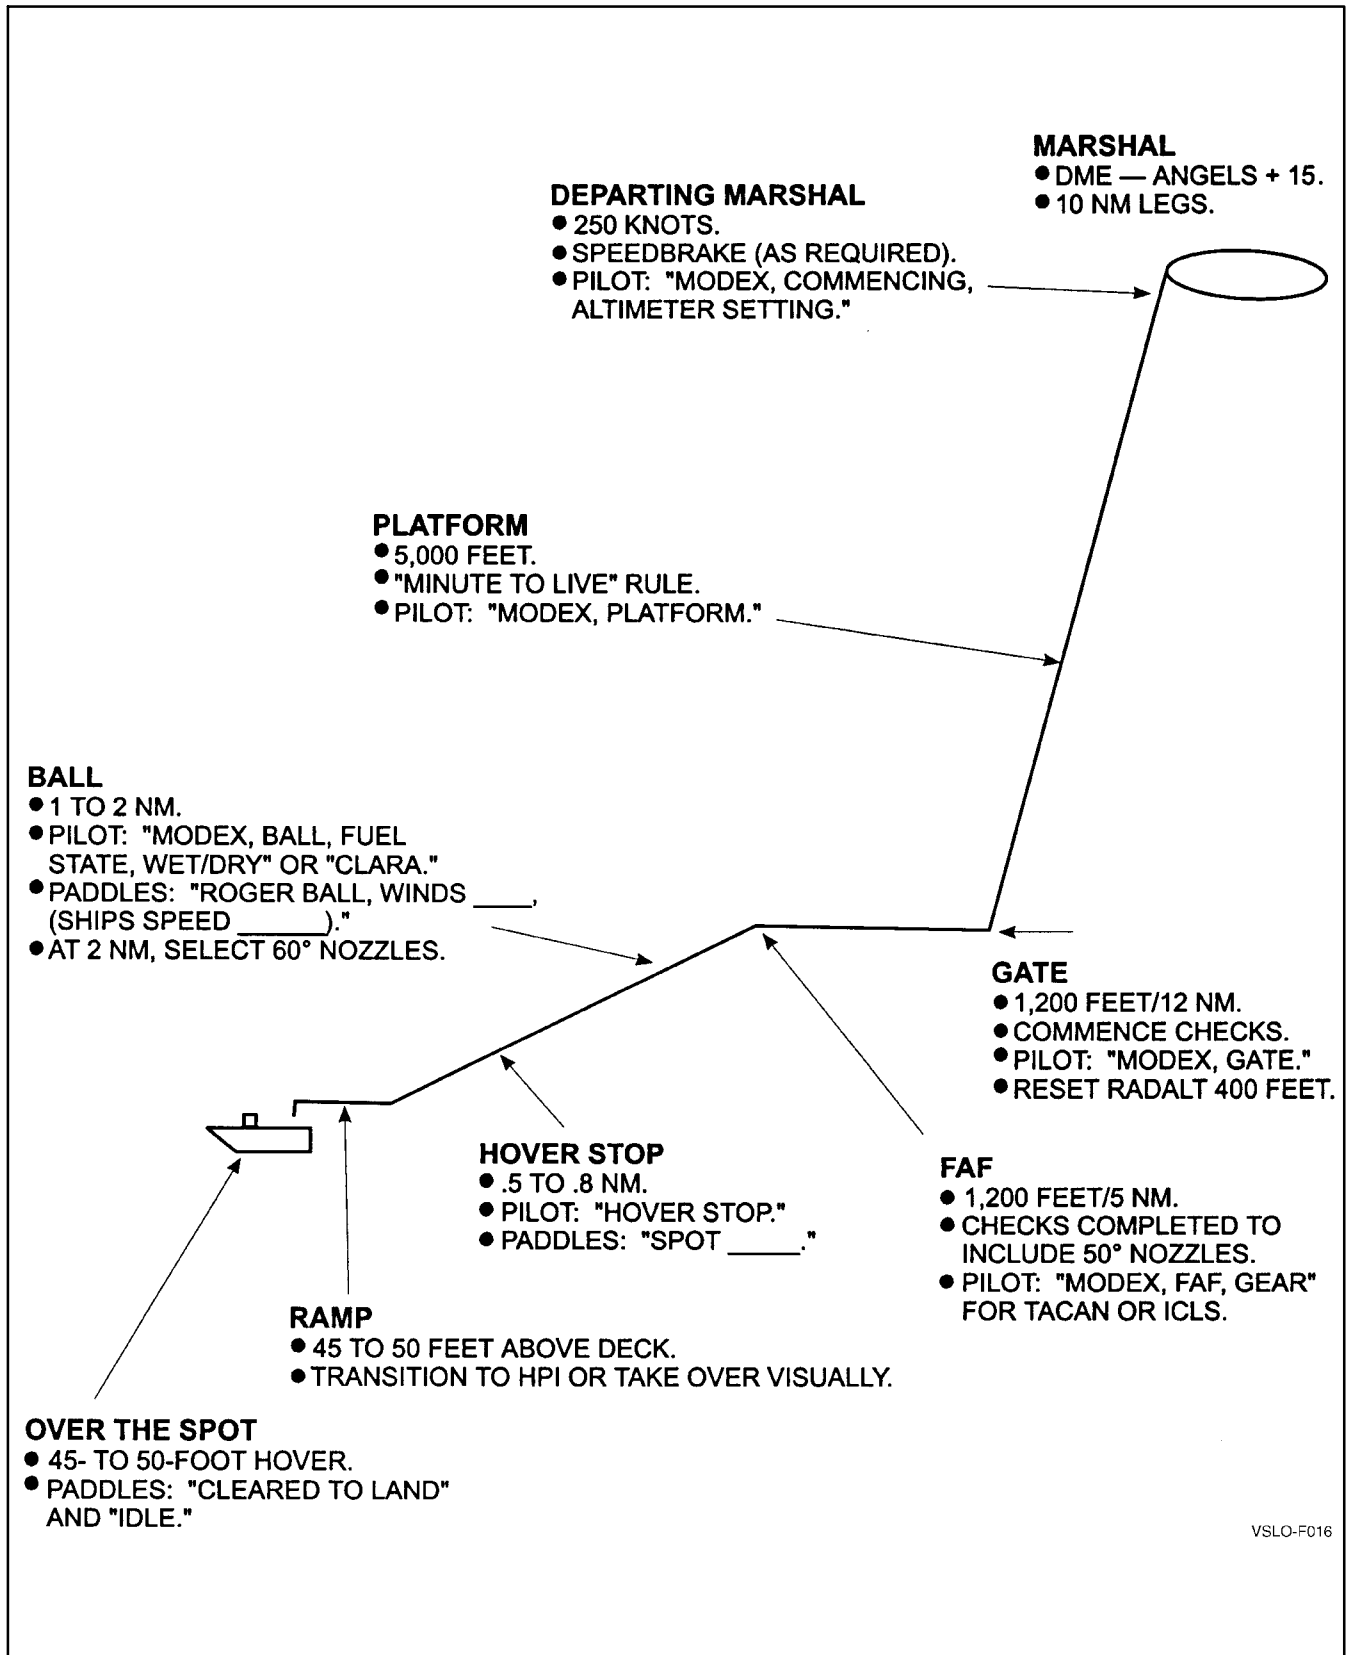 MARSHAL
● DME — ANGELS + 15.
● 10 NM LEGS.
DEPARTING MARSHAL
● 250 KNOTS.
● SPEEDBRAKE (AS REQUIRED).
● PILOT: "MODEX, COMMENCING,
ALTIMETER SETTING."
PLATFORM
● 5,000 FEET.
● "MINUTE TO LIVE" RULE.
● PILOT: "MODEX, PLATFORM."
BALL
● 1 TO 2 NM.
● PILOT: "MODEX, BALL, FUEL
STATE, WET/DRY" OR "CLARA."
● PADDLES: "ROGER BALL, WINDS ____,
(SHIPS SPEED ______)."
● AT 2 NM, SELECT 60° NOZZLES.
GATE
● 1,200 FEET/12 NM.
● COMMENCE CHECKS.
● PILOT: "MODEX, GATE."
● RESET RADALT 400 FEET.
HOVER STOP
● .5 TO .8 NM.
● PILOT: "HOVER STOP."
● PADDLES: "SPOT _____."
FAF
● 1,200 FEET/5 NM.
● CHECKS COMPLETED TO
INCLUDE 50° NOZZLES.
● PILOT: "MODEX, FAF, GEAR"
FOR TACAN OR ICLS.
RAMP
● 45 TO 50 FEET ABOVE DECK.
● TRANSITION TO HPI OR TAKE OVER VISUALLY.
OVER THE SPOT
● 45- TO 50-FOOT HOVER.
● PADDLES: "CLEARED TO LAND"
AND "IDLE."
VSLO-F016